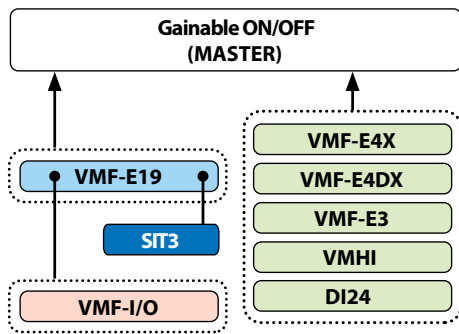 Gainable ON/OFF
(MASTER)
VMF-E19
SIT3
VMF-I/O
VMF-E4X
VMF-E4DX
VMF-E3
VMHI
DI24